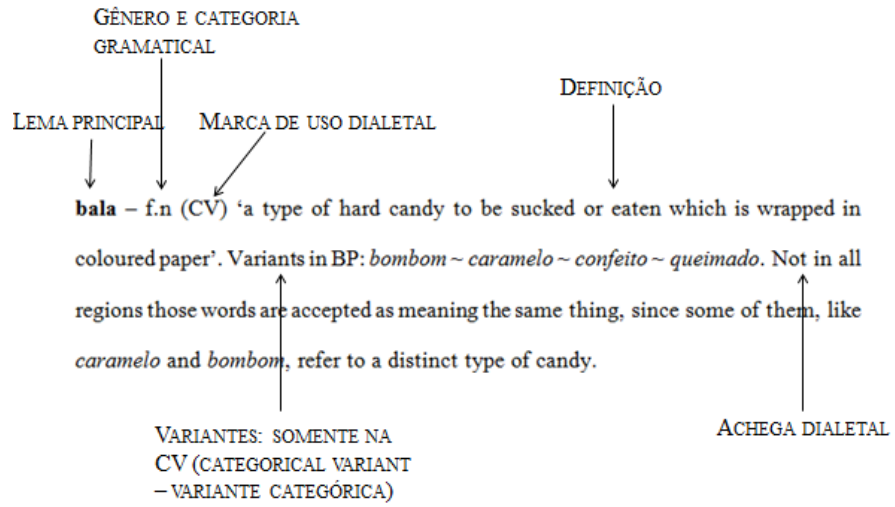 GÊNERO E CATEGORIA
GRAMATICAL
DEFINIÇÃO
LEMA PRINCIPAL
MARCA DE USO DIALETAL
bala – f.n (CV) ‘a type of hard candy to be sucked or eaten which is wrapped in
coloured paper’. Variants in BP: bombom ~ caramelo ~ confeito ~ queimado. Not in all
regions those words are accepted as meaning the same thing, since some of them, like
caramelo and bombom, refer to a distinct type of candy.
VARIANTES: SOMENTE NA
CV (CATEGORICAL VARIANT
– VARIANTE CATEGÓRICA)
ACHEGA DIALETAL